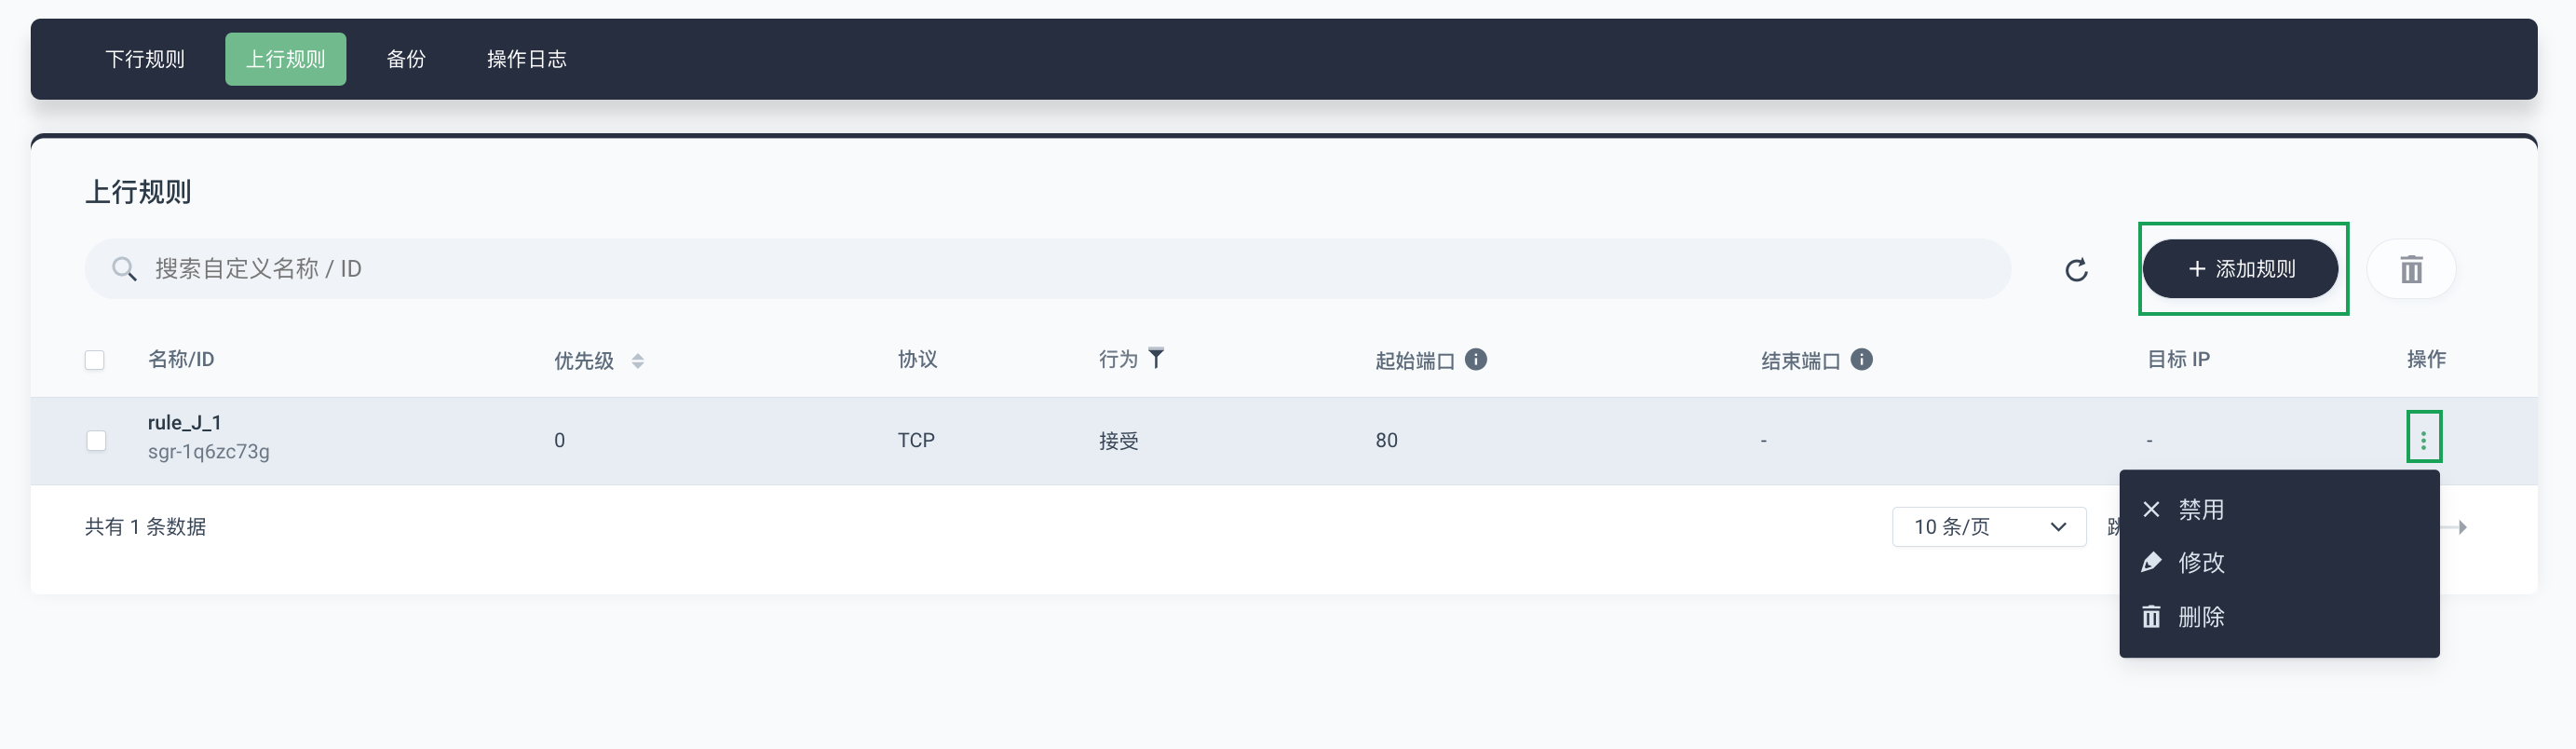 下行规则 上行规则 备份 操作日志
上行规则
搜索自定义名称 / ID
添加规则
名称/ID 优先级 协议 行为 起始端口 结束端口 目标 IP 操作
rule_J_1
sgr-1q6zc73g
0 TCP 接受 80 - -
禁用
修改
删除
共有 1 条数据 10 条/页